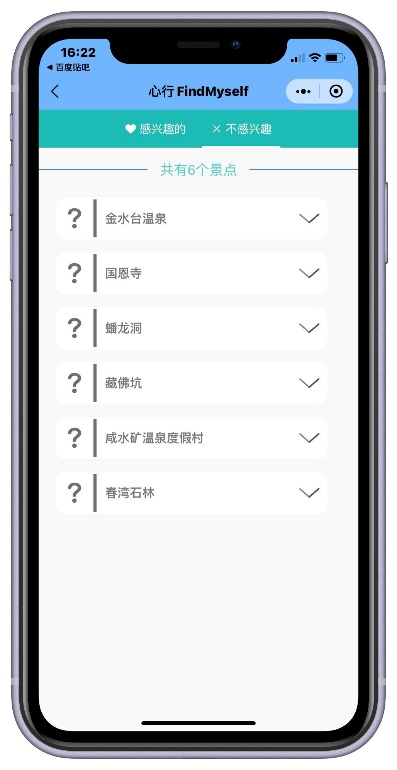 16:22
◀ 百度贴吧
心行 FindMyself
感兴趣的
不感兴趣
共有6个景点
? 金水台温泉
? 国恩寺
? 蟠龙洞
? 藏佛坑
? 咸水矿温泉度假村
? 春湾石林